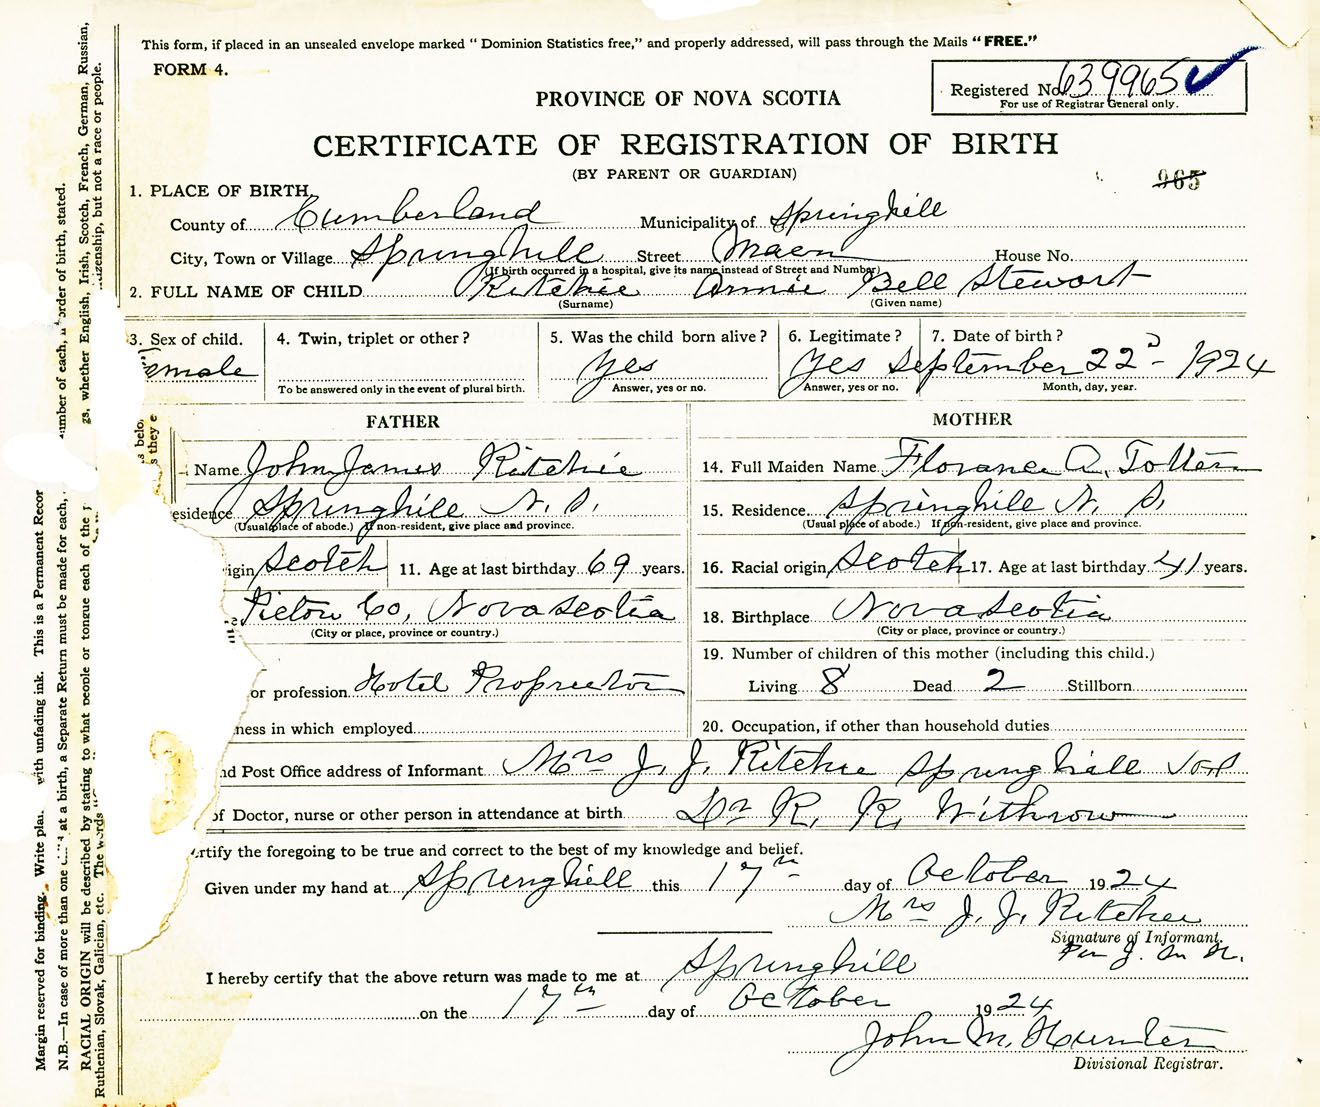 This form, if placed in an unsealed envelope marked " Dominion Statistics free," and properly addressed, will pass through the Mails "FREE."
FORM 4.
Registered No. 639965
For use of Registrar General only.
PROVINCE OF NOVA SCOTIA
CERTIFICATE OF REGISTRATION OF BIRTH
(BY PARENT OR GUARDIAN)
965
1. PLACE OF BIRTH
County of Cumberland Municipality of Springhill
City, Town or Village Springhill Street Main House No.
(If birth occurred in a hospital, give its name instead of Street and Number)
2. FULL NAME OF CHILD Ritchie Annie Bell Stewart
(Surname) (Given name)
3. Sex of child. 4. Twin, triplet or other? 5. Was the child born alive? 6. Legitimate? 7. Date of birth?
Female Yes Yes September 22d - 1924
To be answered only in the event of plural birth. Answer, yes or no. Answer, yes or no. Month, day, year.
FATHER MOTHER
Name John James Ritchie 14. Full Maiden Name Florance A.
esidence Springhill N. S. 15. Residence Springhill N. S.
(Usual place of abode.) If non-resident, give place and province. (Usual place of abode.) If non-resident, give place and province.
igin Scotch 11. Age at last birthday 69 years. 16. Racial origin Scotch 17. Age at last birthday 41 years.
Pictou Co, Nova Scotia 18. Birthplace Nova Scotia
(City or place, province or country.) (City or place, province or country.)
19. Number of children of this mother (including this child.)
or profession Hotel Proprietor Living 8 Dead 2 Stillborn
ness in which employed 20. Occupation, if other than household duties
nd Post Office address of Informant Mrs J. J. Ritchie Springhill
of Doctor, nurse or other person in attendance at birth Dr R. R. Withrow
ertify the foregoing to be true and correct to the best of my knowledge and belief.
Given under my hand at Springhill this 17th day of October 1924
Mrs J. J. Ritchie
Signature of Informant.
Per J. M. H.
I hereby certify that the above return was made to me at Springhill
on the 17th day of October 1924
John M. Hunter
Divisional Registrar.
Margin reserved for binding. Write pla with unfading ink. This is a Permanent Recor
N.B.—In case of more than one at a birth, a Separate Return must be made for each, umber of each, order of birth, stated.
RACIAL ORIGIN will be described by stating to what people or tongue each of the gs, whether English, Irish, Scotch, French, German, Russian,
Ruthenian, Slovak, Galician, etc. The words citizenship, but not a race or people.